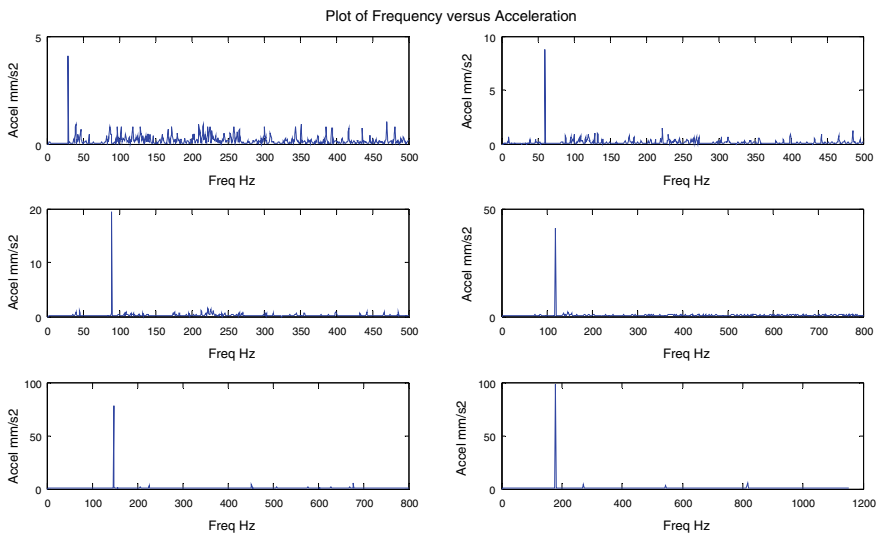 Plot of Frequency versus Acceleration
5
0
Accel mm/s2
0 50 100 150 200 250 300 350 400 450 500
Freq Hz
10
5
0
Accel mm/s2
0 50 100 150 200 250 300 350 400 450 500
Freq Hz
20
10
0
Accel mm/s2
0 50 100 150 200 250 300 350 400 450 500
Freq Hz
50
0
Accel mm/s2
0 100 200 300 400 500 600 700 800
Freq Hz
100
50
0
Accel mm/s2
0 100 200 300 400 500 600 700 800
Freq Hz
100
50
0
Accel mm/s2
0 200 400 600 800 1000 1200
Freq Hz